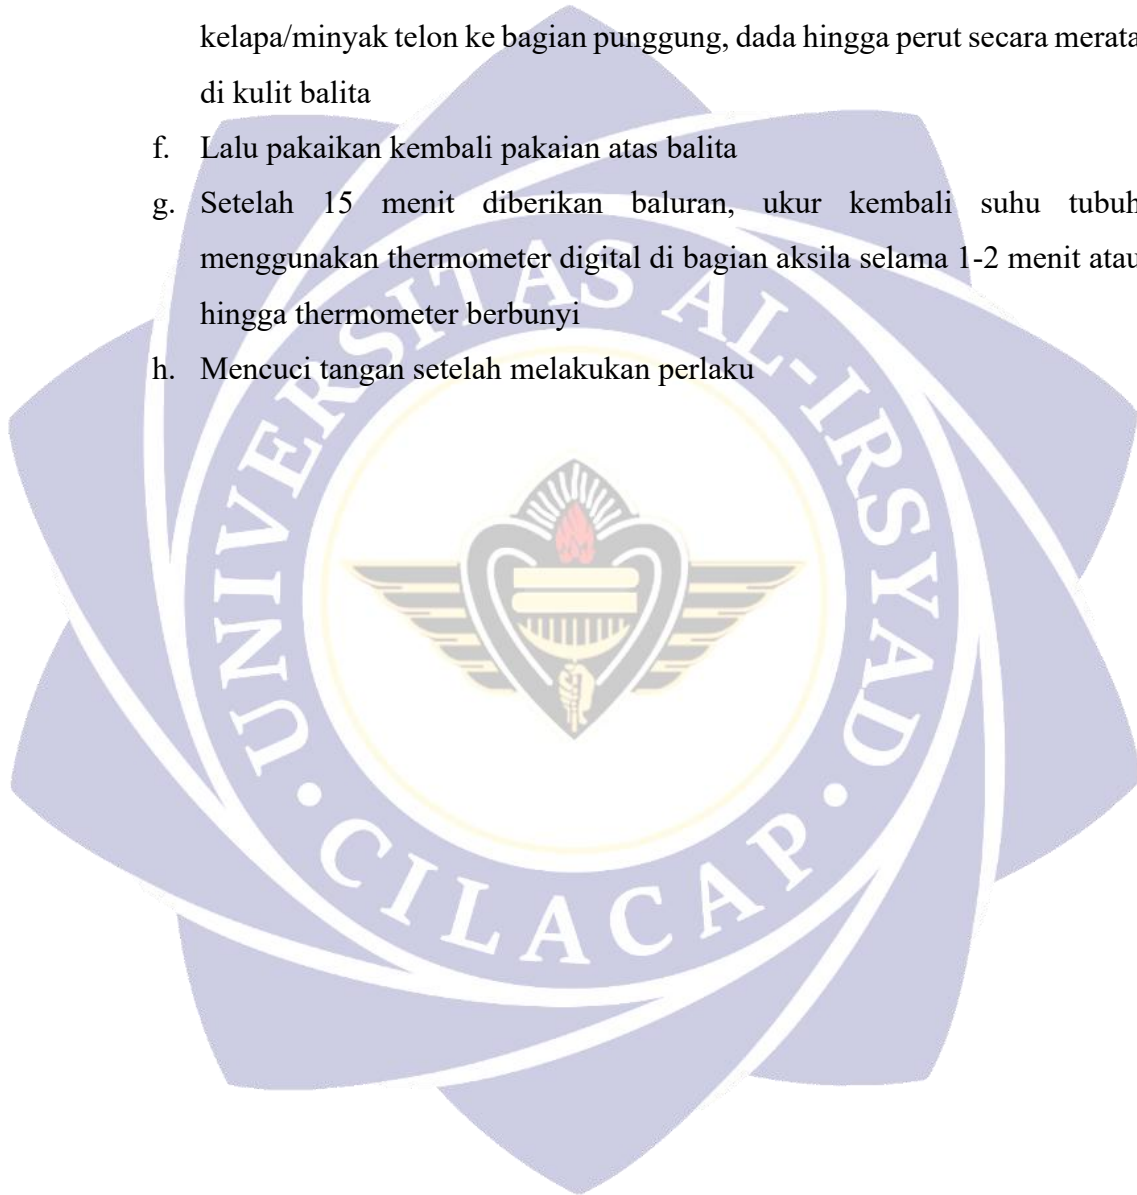 kelapa/minyak telon ke bagian punggung, dada hingga perut secara merata
di kulit balita
f. Lalu pakaikan kembali pakaian atas balita
g. Setelah 15 menit diberikan baluran, ukur kembali suhu tubuh
menggunakan thermometer digital di bagian aksila selama 1-2 menit atau
hingga thermometer berbunyi
h. Mencuci tangan setelah melakukan perlaku
UNIVERSITAS AL-IRSYAD
• CILACAP •